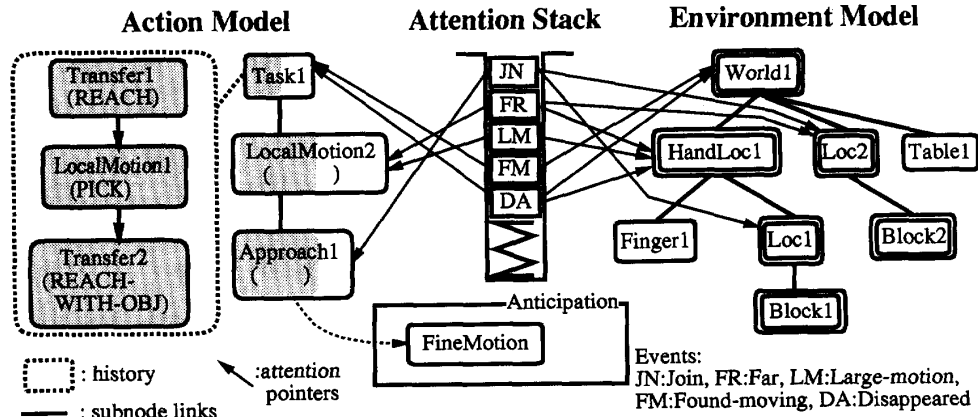 Action Model
Attention Stack
Environment Model
Transfer1
(REACH)
LocalMotion1
(PICK)
Transfer2
(REACH-
WITH-OBJ)
Task1
LocalMotion2
( )
Approach1
( )
JN
FR
LM
FM
DA
World1
HandLoc1
Loc2
Table1
Finger1
Loc1
Block2
Block1
Anticipation
FineMotion
: history
:attention
pointers
: subnode links
Events:
JN:Join, FR:Far, LM:Large-motion,
FM:Found-moving, DA:Disappeared